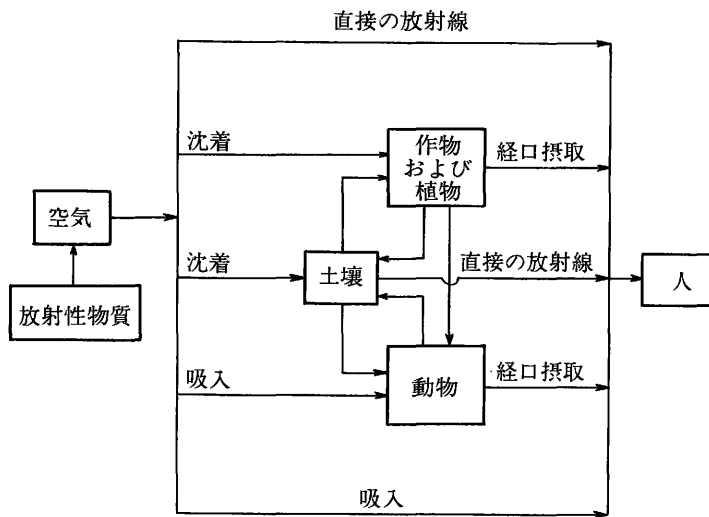 直接の放射線
沈着
作物
および
植物
経口摂取
空気
沈着
土壌
直接の放射線
人
放射性物質
吸入
動物
経口摂取
吸入